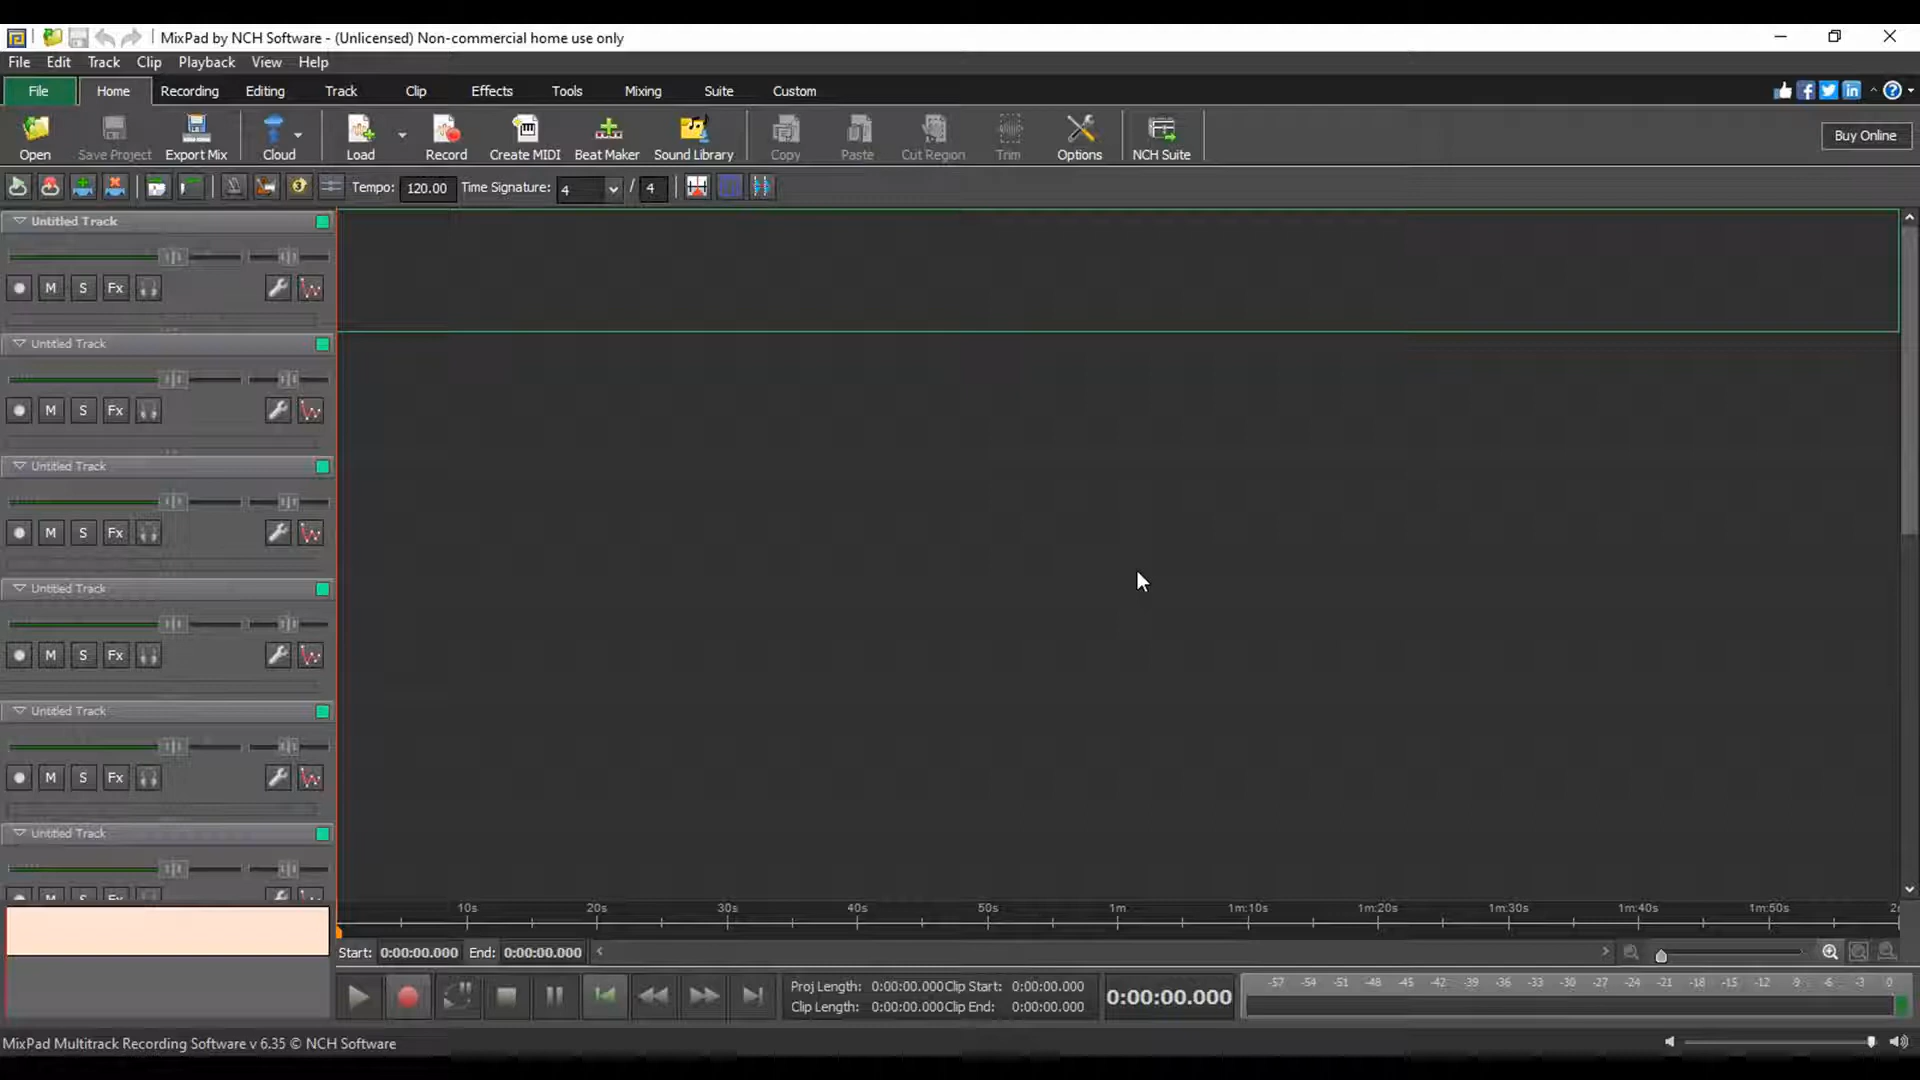 MixPad by NCH Software - (Unlicensed) Non-commercial home use only
File Edit Track Clip Playback View Help
File Home Recording Editing Track Clip Effects Tools Mixing Suite Custom
Open Save Project Export Mix Cloud Load Record Create MIDI Beat Maker Sound Library Copy Paste Cut Region Trim Options NCH Suite Buy Online
Tempo: 120.00 Time Signature: 4 / 4
Untitled Track
M S Fx
Untitled Track
M S Fx
Untitled Track
M S Fx
Untitled Track
M S Fx
Untitled Track
M S Fx
Untitled Track
M S Fx
10s 20s 30s 40s 50s 1m 1m:10s 1m:20s 1m:30s 1m:40s 1m:50s
Start: 0:00:00.000 End: 0:00:00.000
Proj Length: 0:00:00.000 Clip Start: 0:00:00.000
Clip Length: 0:00:00.000 Clip End: 0:00:00.000
0:00:00.000
-57 -54 -51 -48 -45 -42 -39 -36 -33 -30 -27 -24 -21 -18 -15 -12 -9 -6 -3 0
MixPad Multitrack Recording Software v 6.35 © NCH Software